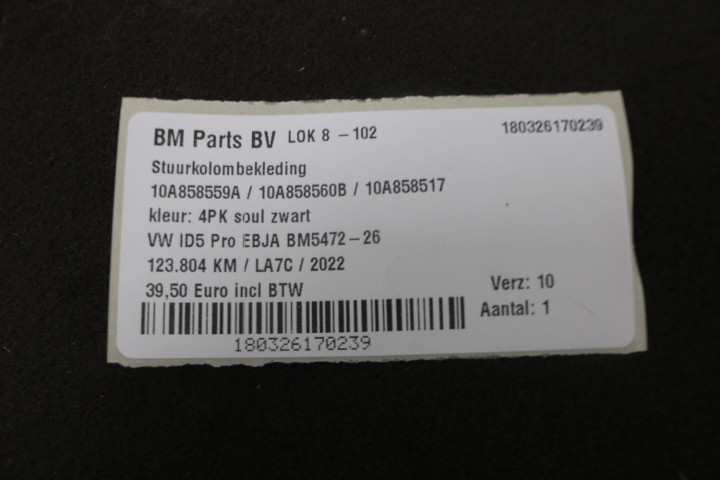 BM Parts BV LOK 8 - 102 180326170239
Stuurkolombekleding
10A858559A / 10A858560B / 10A858517
kleur: 4PK soul zwart
VW ID5 Pro EBJA BM5472-26
123.804 KM / LA7C / 2022
39,50 Euro incl BTW Verz: 10
Aantal: 1
180326170239